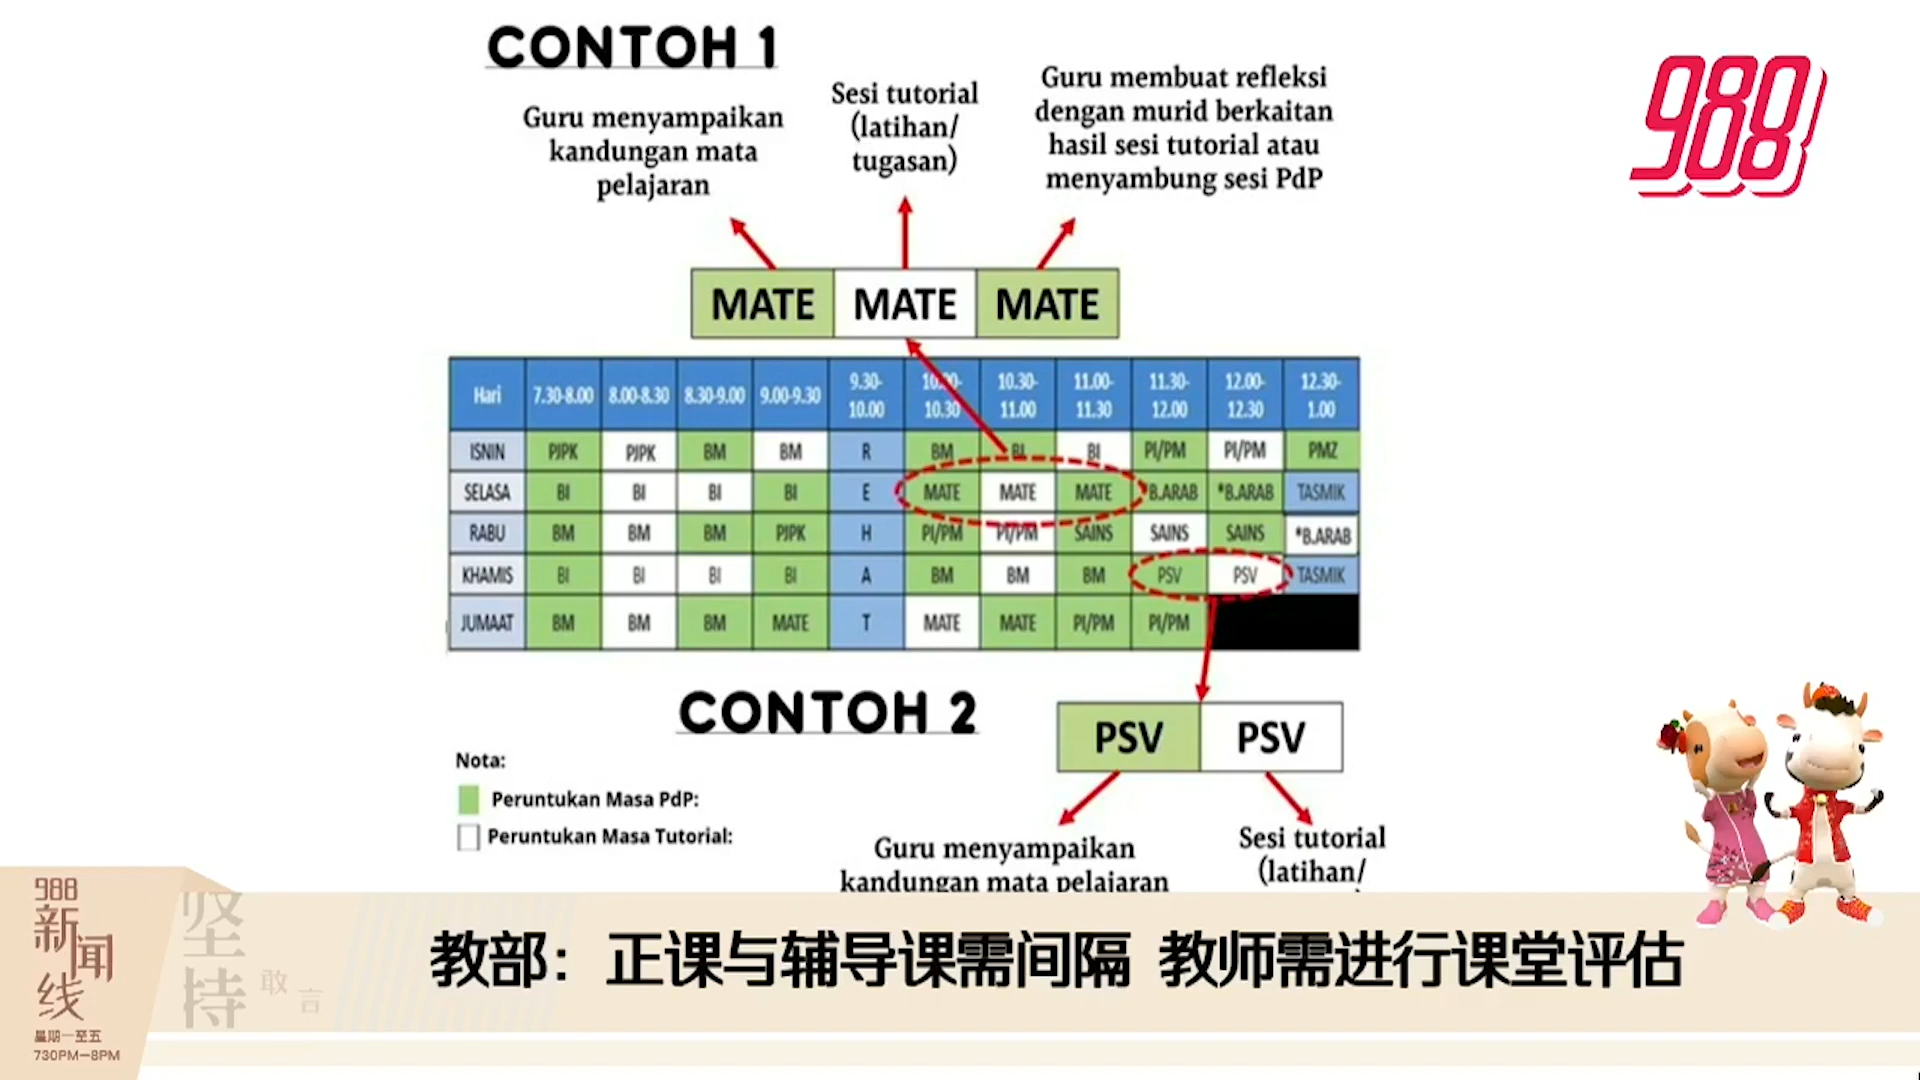 CONTOH 1
988
Guru menyampaikan
kandungan mata
pelajaran
Sesi tutorial
(latihan/
tugasan)
Guru membuat refleksi
dengan murid berkaitan
hasil sesi tutorial atau
menyambung sesi PdP
MATE MATE MATE
Hari 7.30-8.00 8.00-8.30 8.30-9.00 9.00-9.30 9.30-10.00 10.00-10.30 10.30-11.00 11.00-11.30 11.30-12.00 12.00-12.30 12.30-1.00
ISNIN PJPK PJPK BM BM R BM BI BI PI/PM PI/PM PMZ
SELASA BI BI BI BI E MATE MATE MATE *B.ARAB *B.ARAB TASMIK
RABU BM BM BM PJPK H PI/PM PI/PM SAINS SAINS SAINS *B.ARAB
KHAMIS BI BI BI BI A BM BM BM PSV PSV TASMIK
JUMAAT BM BM BM MATE T MATE MATE PI/PM PI/PM
CONTOH 2
PSV PSV
Nota:
Peruntukan Masa PdP:
Peruntukan Masa Tutorial:
Guru menyampaikan
kandungan mata pelajaran
Sesi tutorial
(latihan/
988
新闻线
星期一至五
730PM-8PM
坚持
敢言
教部：正课与辅导课需间隔 教师需进行课堂评估